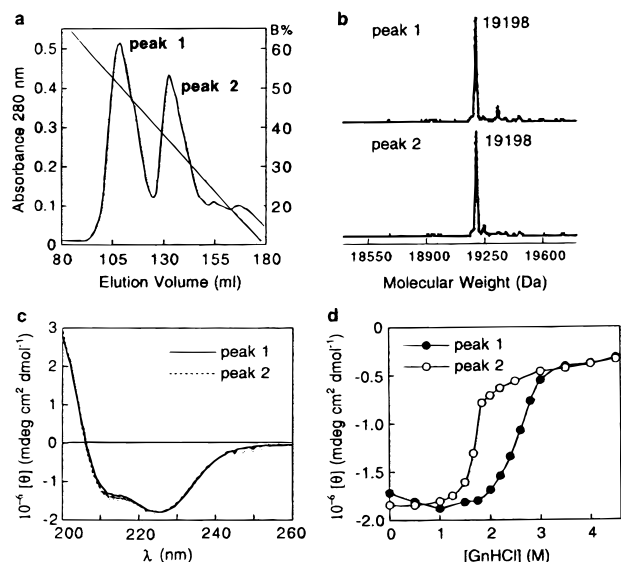 a
B%
0.5
0.4
0.3
0.2
0.1
0
60
50
40
30
20
peak 1
peak 2
Absorbance 280 nm
80 105 130 155 180
Elution Volume (ml)
b
peak 1
19198
peak 2
19198
18550 18900 19250 19600
Molecular Weight (Da)
c
3
2
1
0
-1
-2
peak 1
peak 2
10⁻⁶ [θ] (mdeg cm² dmol⁻¹)
200 220 240 260
λ (nm)
d
-0
-0.5
-1.0
-1.5
-2.0
peak 1
peak 2
10⁻⁶ [θ] (mdeg cm² dmol⁻¹)
0 1 2 3 4
[GnHCl] (M)